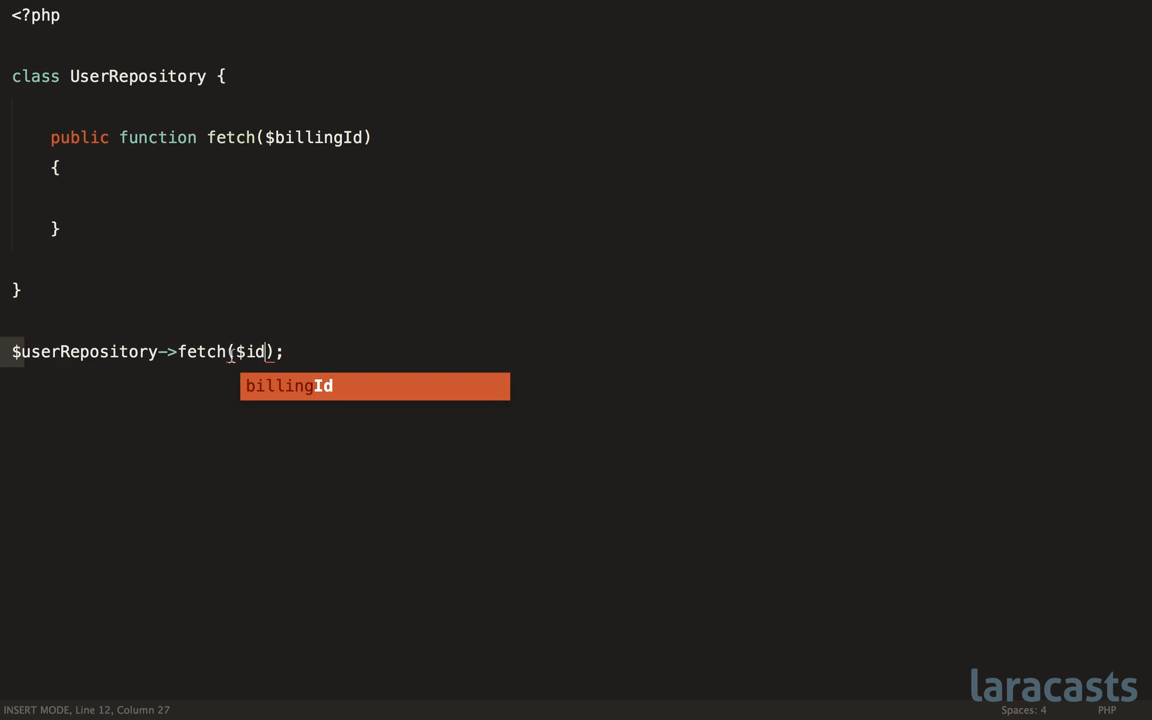 <?php
class UserRepository {
public function fetch($billingId)
{
}
}
$userRepository->fetch($id);
billingId
laracasts
INSERT MODE, Line 12, Column 27
Spaces: 4
PHP